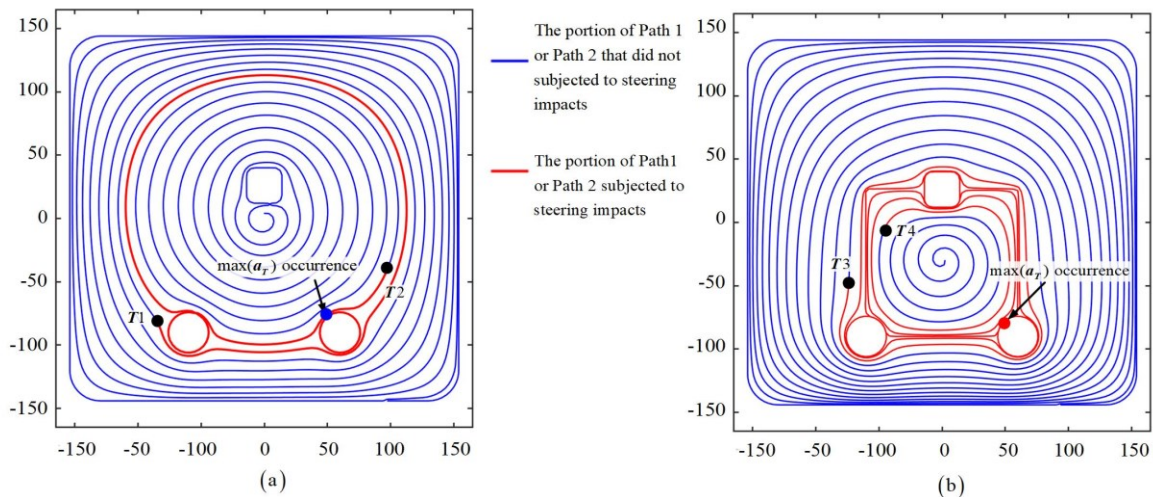 150
100
50
0
-50
-100
-150
-150 -100 -50 0 50 100 150
max(a_T) occurrence
T1
T2
(a)
The portion of Path 1
or Path 2 that did not
subjected to steering
impacts
The portion of Path1
or Path 2 subjected to
steering impacts
150
100
50
0
-50
-100
-150
-150 -100 -50 0 50 100 150
T4
T3
max(a_T) occurrence
(b)